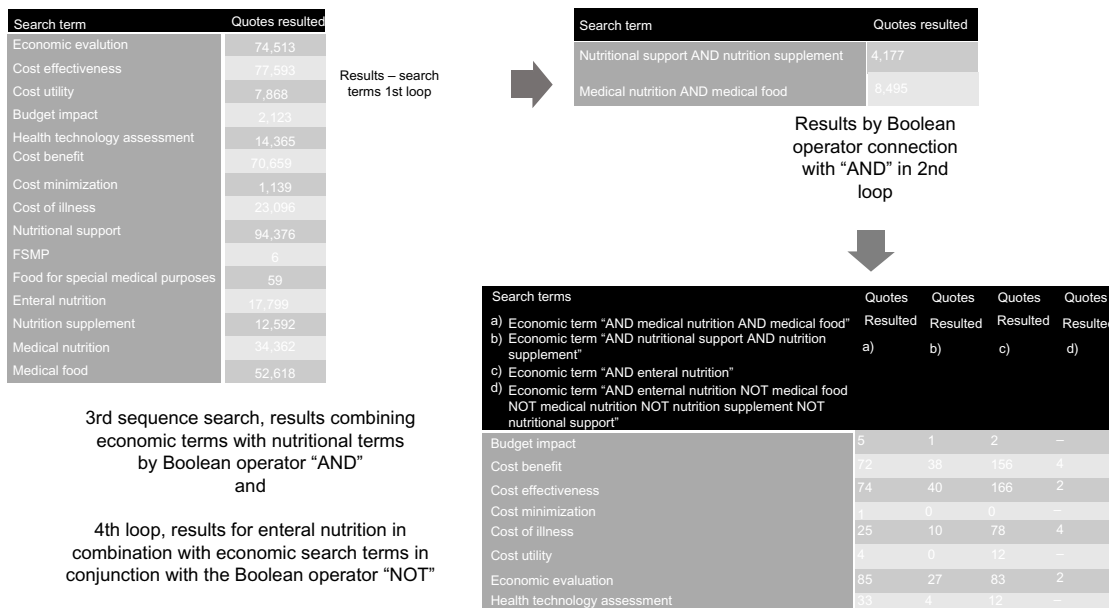 Search term Quotes resulted
Economic evalution 74,513
Cost effectiveness 77,593
Cost utility 7,868
Budget impact 2,123
Health technology assessment 14,365
Cost benefit 70,659
Cost minimization 1,139
Cost of illness 23,096
Nutritional support 94,376
FSMP 6
Food for special medical purposes 59
Enteral nutrition 17,799
Nutrition supplement 12,592
Medical nutrition 34,362
Medical food 52,618
Results – search
terms 1st loop
Search term Quotes resulted
Nutritional support AND nutrition supplement 4,177
Medical nutrition AND medical food 8,495
Results by Boolean
operator connection
with “AND” in 2nd
loop
3rd sequence search, results combining
economic terms with nutritional terms
by Boolean operator “AND”
and
4th loop, results for enteral nutrition in
combination with economic search terms in
conjunction with the Boolean operator “NOT”
Search terms Quotes Quotes Quotes Quotes
a) Economic term “AND medical nutrition AND medical food” Resulted Resulted Resulted Resulted
b) Economic term “AND nutritional support AND nutrition a) b) c) d)
supplement”
c) Economic term “AND enteral nutrition”
d) Economic term “AND enternal nutrition NOT medical food
NOT medical nutrition NOT nutrition supplement NOT
nutritional support”
Budget impact 5 1 2 –
Cost benefit 72 38 156 4
Cost effectiveness 74 40 166 2
Cost minimization 1 0 0 –
Cost of illness 25 10 78 4
Cost utility 4 0 12 –
Economic evaluation 85 27 83 2
Health technology assessment 33 4 12 –